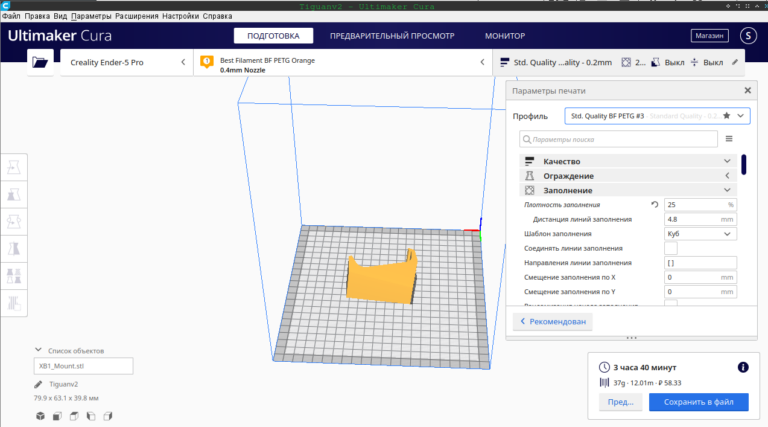 Tiguanv2 - Ultimaker Cura
Файл Правка Вид Параметры Расширения Настройки Справка
Ultimaker Cura
ПОДГОТОВКА
ПРЕДВАРИТЕЛЬНЫЙ ПРОСМОТР
МОНИТОР
Магазин
S
Creality Ender-5 Pro
Best Filament BF PETG Orange
0.4mm Nozzle
Std. Quality ...ality - 0.2mm
2...
Выкл
Выкл
Параметры печати
Профиль
Std. Quality BF PETG #3 - Standard Quality - 0.2
Параметры поиска
Качество
Ограждение
Заполнение
Плотность заполнения 25 %
Дистанция линий заполнения 4.8 mm
Шаблон заполнения Куб
Соединять линии заполнения
Направления линии заполнения [ ]
Смещение заполнения по X 0 mm
Смещение заполнения по Y 0 mm
Рекомендован
Список объектов
XB1_Mount.stl
Tiguanv2
79.9 x 63.1 x 39.8 mm
3 часа 40 минут
37g · 12.01m · ₽ 58.33
Пред...
Сохранить в файл